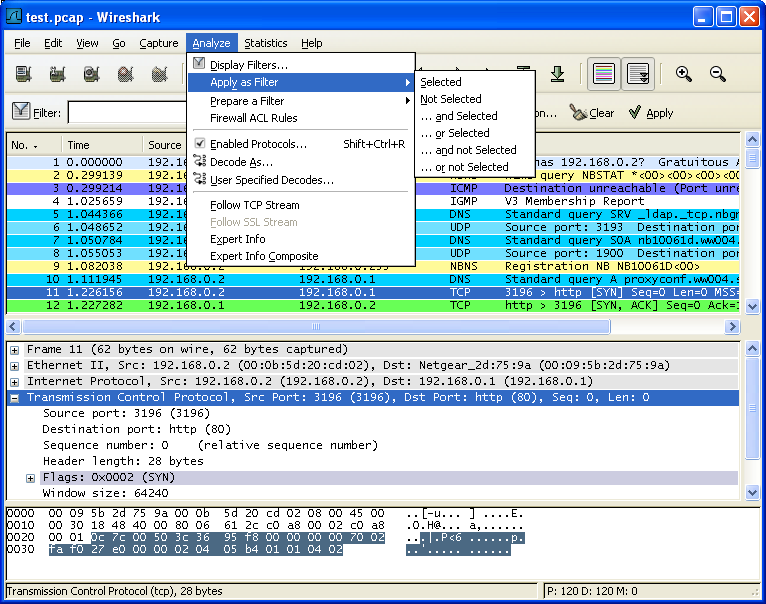 test.pcap - Wireshark
File Edit View Go Capture Analyze Statistics Help
Display Filters...
Apply as Filter
Prepare a Filter
Firewall ACL Rules
Enabled Protocols... Shift+Ctrl+R
Decode As...
User Specified Decodes...
Follow TCP Stream
Follow SSL Stream
Expert Info
Expert Info Composite
Selected
Not Selected
... and Selected
... or Selected
... and not Selected
... or not Selected
Filter: Clear Apply
No. . Time Source
1 0.000000 192.16 has 192.168.0.2? Gratuitous A
2 0.299139 192.16 query NBSTAT *<00><00><00><
3 0.299214 192.16 ICMP Destination unreachable (Port unre
4 1.025659 192.16 IGMP V3 Membership Report
5 1.044366 192.16 DNS Standard query SRV _ldap._tcp.nbgm
6 1.048652 192.16 UDP Source port: 3193 Destination por
7 1.050784 192.16 DNS Standard query SOA nb10061d.ww004.
8 1.055053 192.16 UDP Source port: 1900 Destination por
9 1.082038 192.168.0.2 192.168.0.255 NBNS Registration NB NB10061D<00>
10 1.111945 192.168.0.2 192.168.0.1 DNS Standard query A proxyconf.ww004.s
11 1.226156 192.168.0.2 192.168.0.1 TCP 3196 > http [SYN] Seq=0 Len=0 MSS=
12 1.227282 192.168.0.1 192.168.0.2 TCP http > 3196 [SYN, ACK] Seq=0 Ack=1
Frame 11 (62 bytes on wire, 62 bytes captured)
Ethernet II, Src: 192.168.0.2 (00:0b:5d:20:cd:02), Dst: Netgear_2d:75:9a (00:09:5b:2d:75:9a)
Internet Protocol, Src: 192.168.0.2 (192.168.0.2), Dst: 192.168.0.1 (192.168.0.1)
Transmission Control Protocol, Src Port: 3196 (3196), Dst Port: http (80), Seq: 0, Len: 0
Source port: 3196 (3196)
Destination port: http (80)
Sequence number: 0 (relative sequence number)
Header length: 28 bytes
Flags: 0x0002 (SYN)
Window size: 64240
0000 00 09 5b 2d 75 9a 00 0b 5d 20 cd 02 08 00 45 00 ..[-u... ] ....E.
0010 00 30 18 48 40 00 80 06 61 2c c0 a8 00 02 c0 a8 .0.H@... a,......
0020 00 01 0c 7c 00 50 3c 36 95 f8 00 00 00 00 70 02 ...|.P<6 ......p.
0030 fa f0 27 e0 00 00 02 04 05 b4 01 01 04 02 ..'..... ......
Transmission Control Protocol (tcp), 28 bytes P: 120 D: 120 M: 0